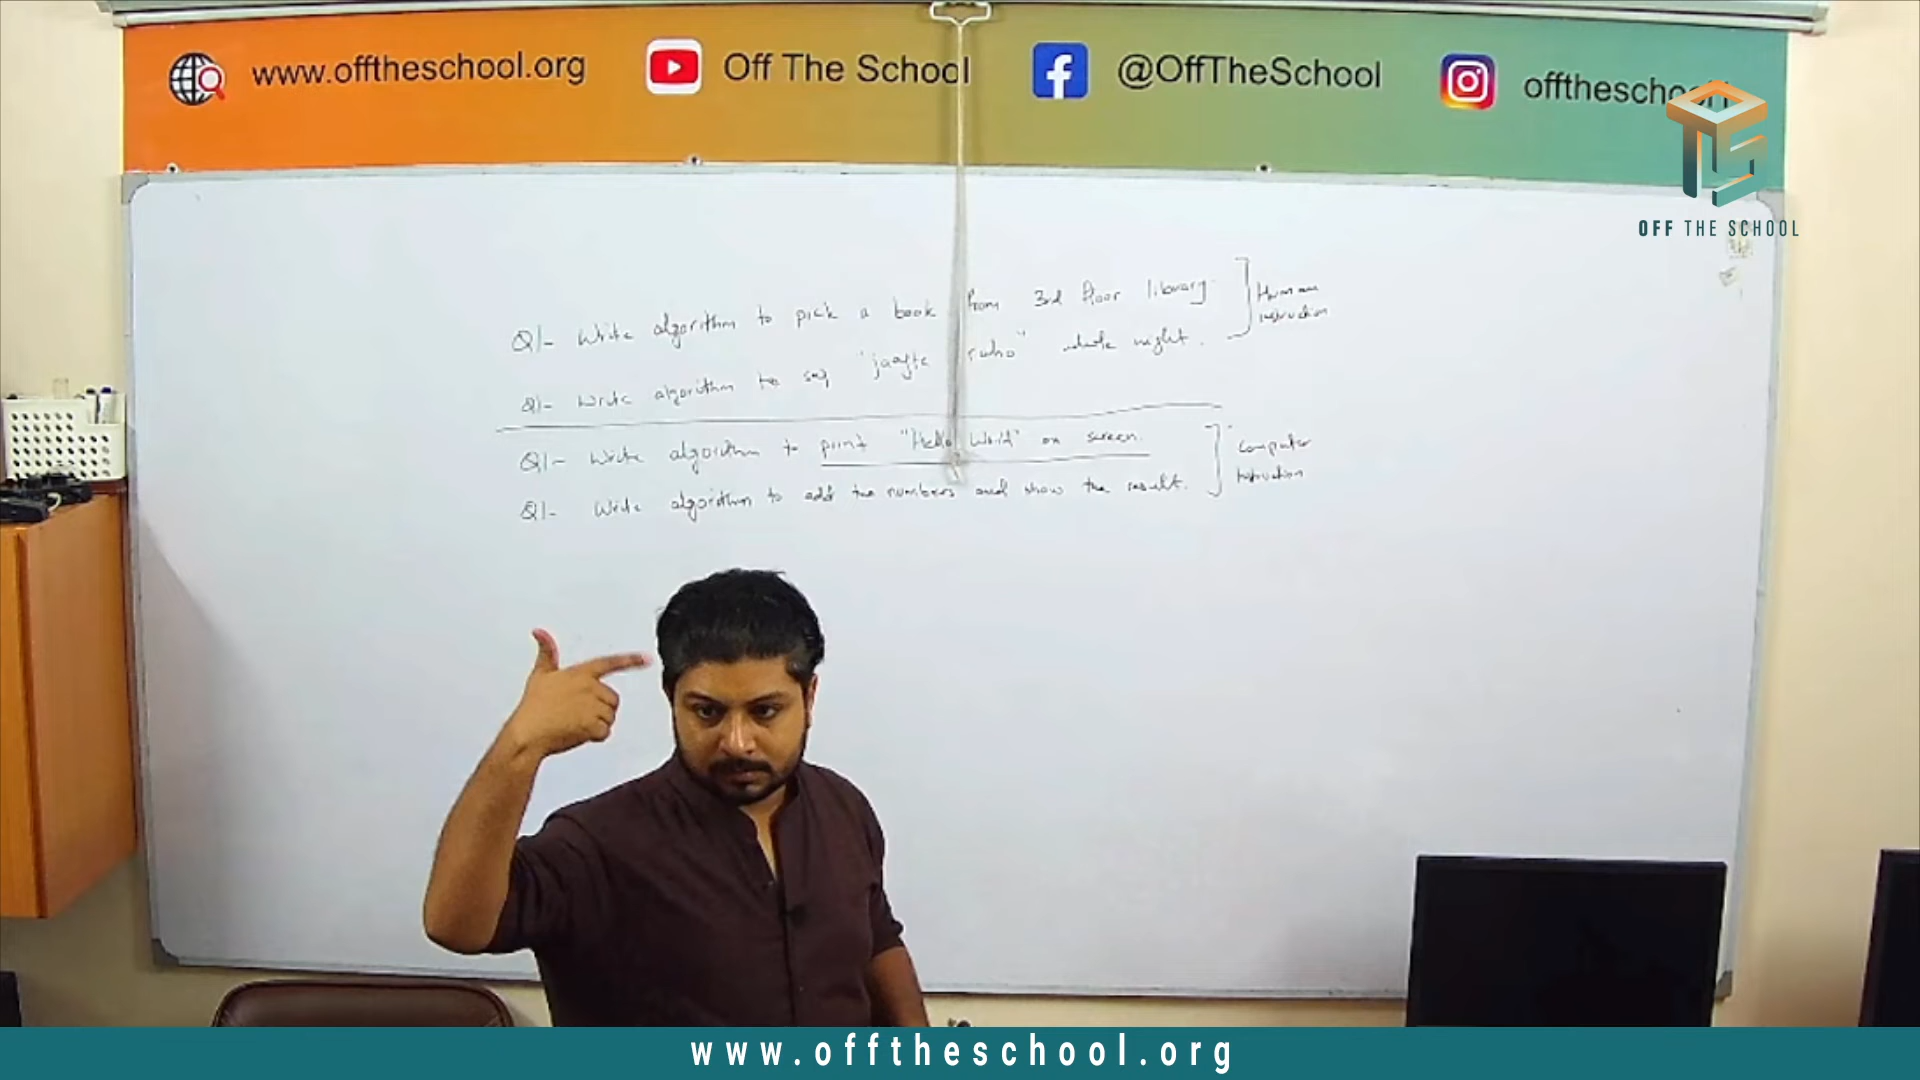 www.offtheschool.org
Off The School
@OffTheSchool
offtheschool
OFF THE SCHOOL
Q1- Write algorithm to pick a book from 3rd floor library.
Q1- Write algorithm to say "jaagte raho" whole night.
Human
instruction
Q1- Write algorithm to print "Hello World" on screen.
Q1- Write algorithm to add two numbers and show the result.
Computer
Instruction
www.offtheschool.org